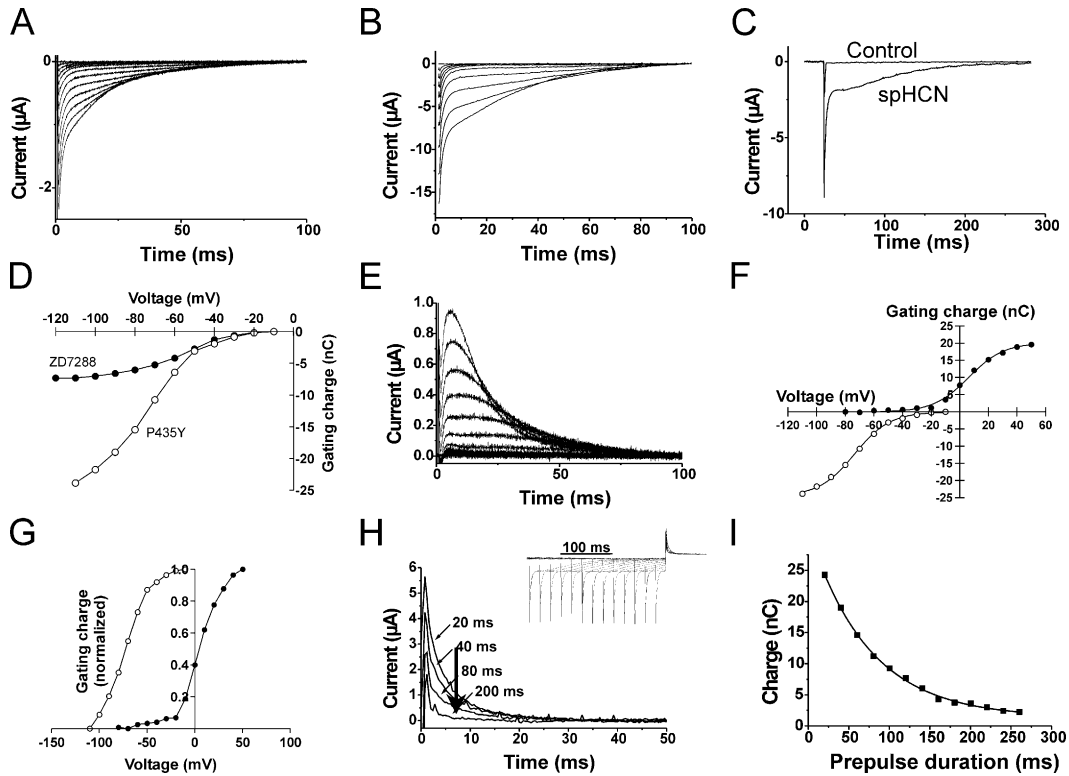 A
0
-2
Current (µA)
0
50
100
Time (ms)
B
0
-5
-10
-15
Current (µA)
0
20
40
60
80
100
Time (ms)
C
Control
spHCN
0
-5
-10
Current (µA)
0
100
200
300
Time (ms)
D
Voltage (mV)
-120
-100
-80
-60
-40
-20
0
0
-5
-10
-15
-20
-25
Gating charge (nC)
ZD7288
P435Y
E
1.0
0.8
0.6
0.4
0.2
0.0
Current (µA)
0
50
100
Time (ms)
F
Gating charge (nC)
25
20
15
10
5
0
-5
-10
-15
-20
-25
Voltage (mV)
-120
-100
-80
-60
-40
-20
20
40
60
G
Gating charge
(normalized)
1.0
0.8
0.6
0.4
0.2
-150
-100
-50
0
50
100
Voltage (mV)
H
100 ms
20 ms
40 ms
80 ms
200 ms
6
5
4
3
2
1
0
Current (µA)
0
10
20
30
40
50
Time (ms)
I
25
20
15
10
5
0
Charge (nC)
0
50
100
150
200
250
300
Prepulse duration (ms)